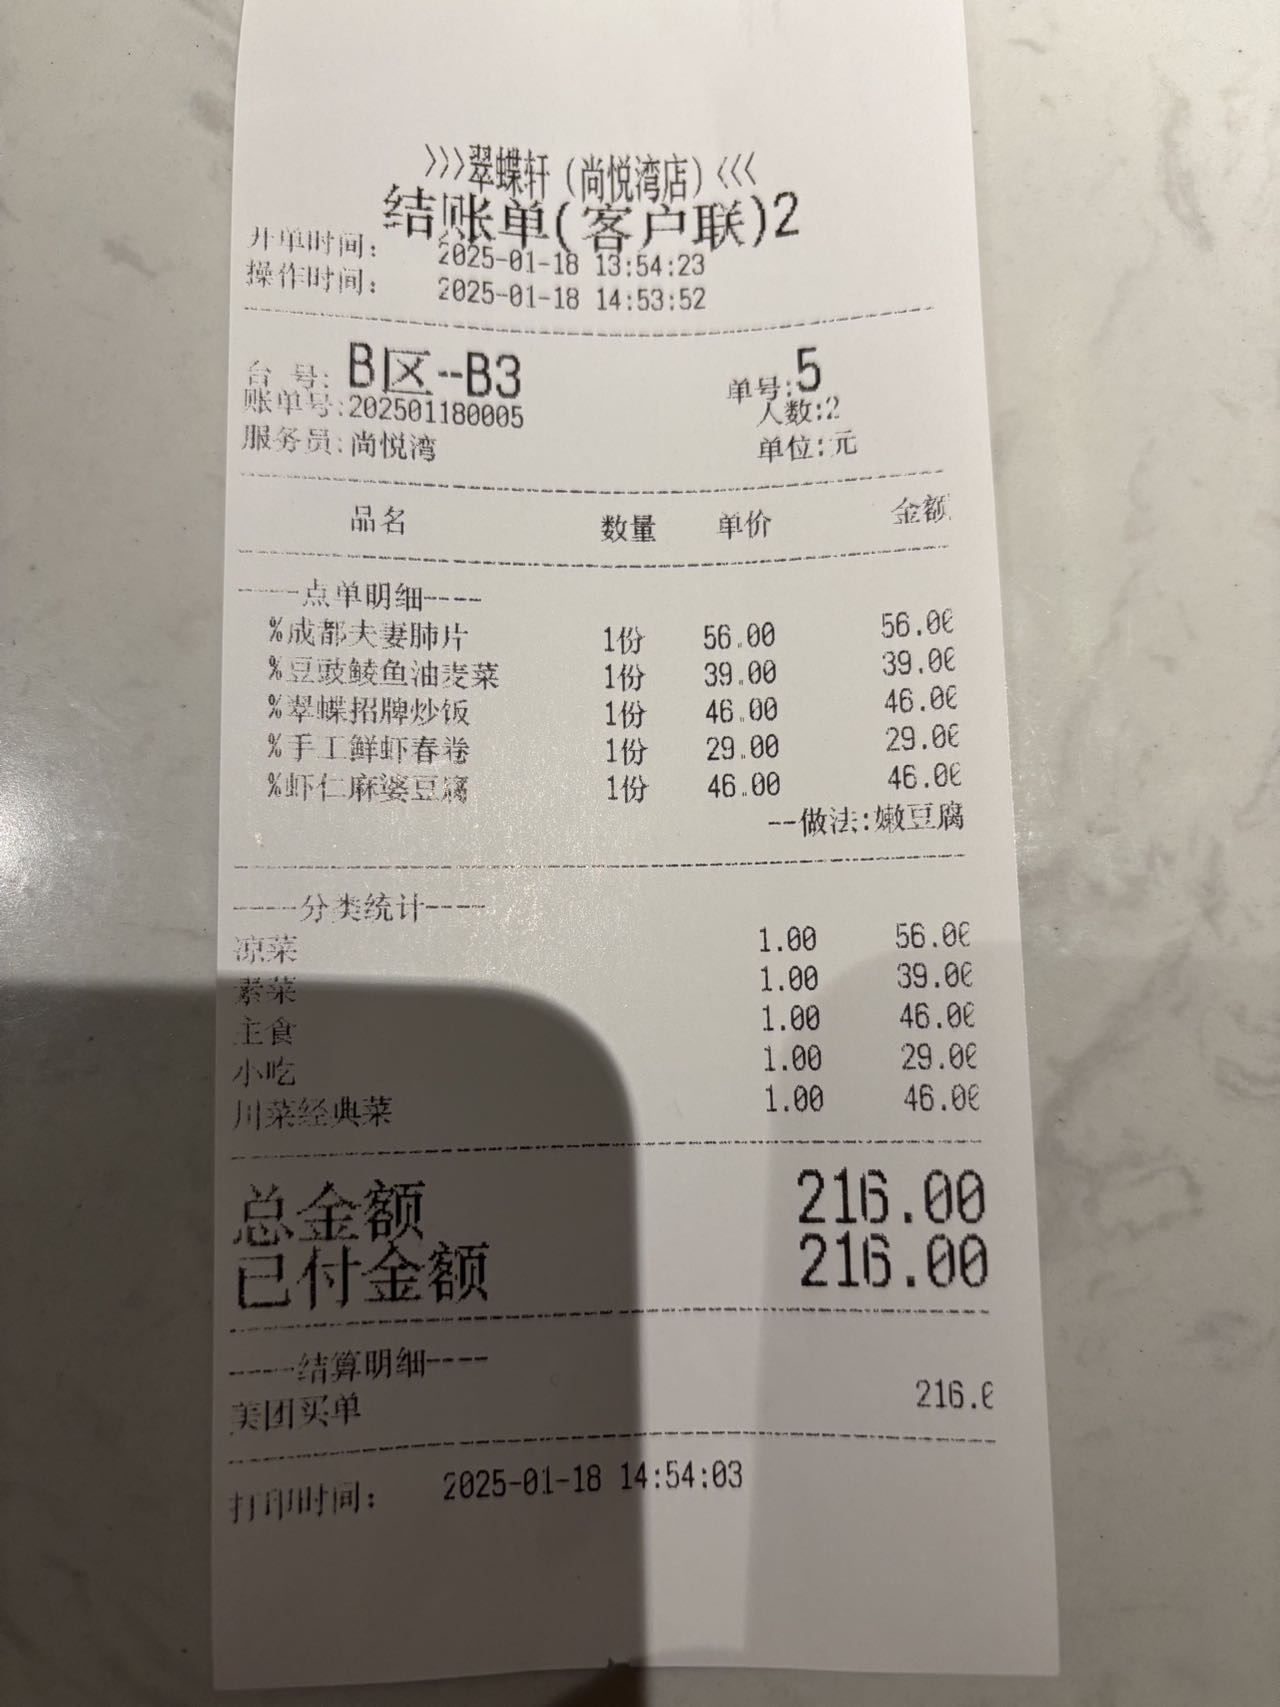 >>>翠蝶轩（尚悦湾店）<<<
结账单(客户联)2
开单时间： 2025-01-18 13:54:23
操作时间： 2025-01-18 14:53:52
台 号: B区--B3 单号:5
账单号:202501180005 人数:2
服务员:尚悦湾 单位:元
品名 数量 单价 金额
----点单明细----
%成都夫妻肺片 1份 56.00 56.00
%豆豉鲮鱼油麦菜 1份 39.00 39.00
%翠蝶招牌炒饭 1份 46.00 46.00
%手工鲜虾春卷 1份 29.00 29.00
%虾仁麻婆豆腐 1份 46.00 46.00
--做法:嫩豆腐
----分类统计----
凉菜 1.00 56.00
素菜 1.00 39.00
主食 1.00 46.00
小吃 1.00 29.00
川菜经典菜 1.00 46.00
总金额 216.00
已付金额 216.00
----结算明细----
美团买单 216.0
打印时间： 2025-01-18 14:54:03